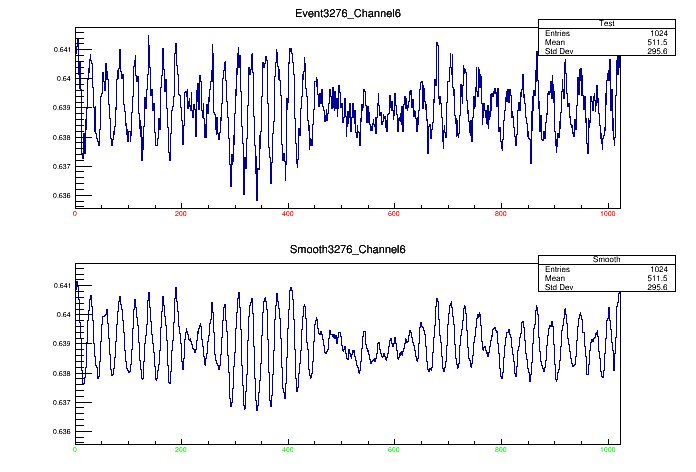 Event3276_Channel6
Test
Entries 1024
Mean 511.5
Std Dev 295.6
0.641
0.64
0.639
0.638
0.637
0.636
0 200 400 600 800 1000
Smooth3276_Channel6
Smooth
Entries 1024
Mean 511.5
Std Dev 295.6
0.641
0.64
0.639
0.638
0.637
0.636
0 200 400 600 800 1000